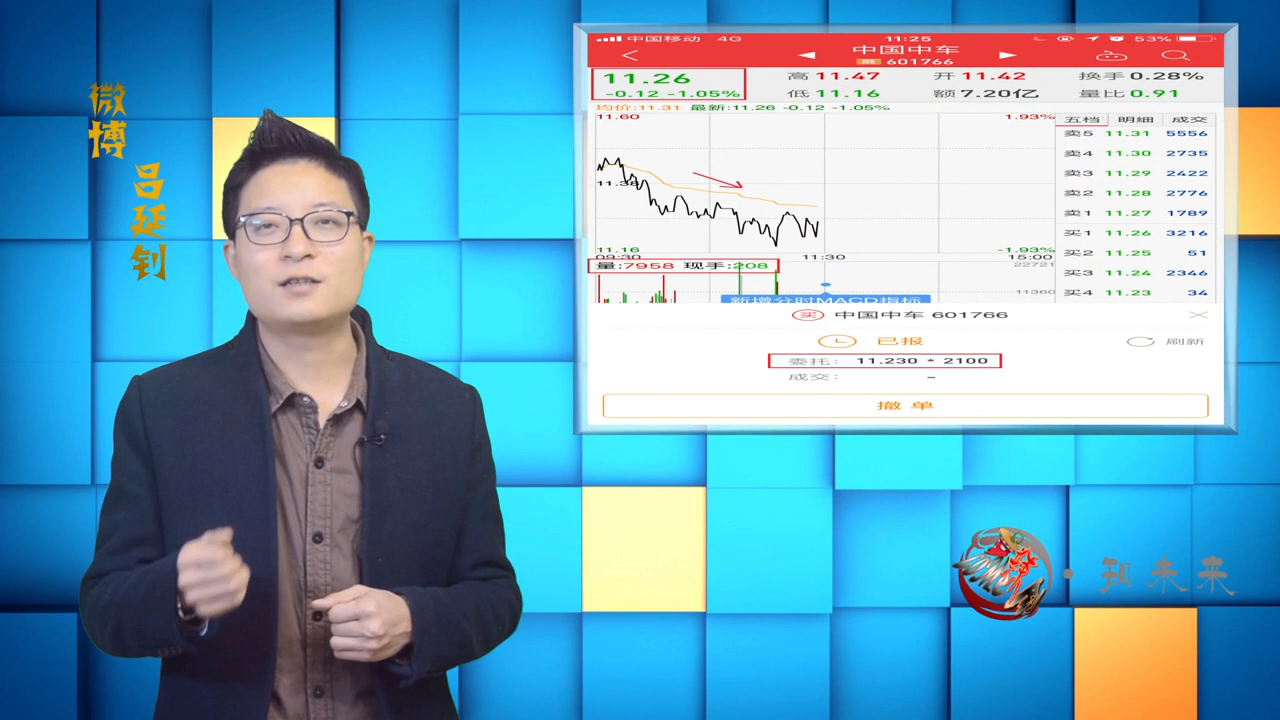 微博
吕延钊
中国移动 4G 11:25 53%
中国中车
融 601766
11.26
-0.12 -1.05%
高 11.47 开 11.42 换手 0.28%
低 11.16 额 7.20亿 量比 0.91
均价:11.31 最新:11.26 -0.12 -1.05%
11.60 1.93%
11.38
11.16 -1.93%
09:30 11:30 15:00
五档 明细 成交
卖5 11.31 5556
卖4 11.30 2735
卖3 11.29 2422
卖2 11.28 2776
卖1 11.27 1789
买1 11.26 3216
买2 11.25 51
买3 11.24 2346
买4 11.23 34
量:7958 现手:208 22721
11360
新增分时MACD指标
买 中国中车 601766
已报 刷新
委托: 11.230 * 2100
成交: -
撤单
知未来